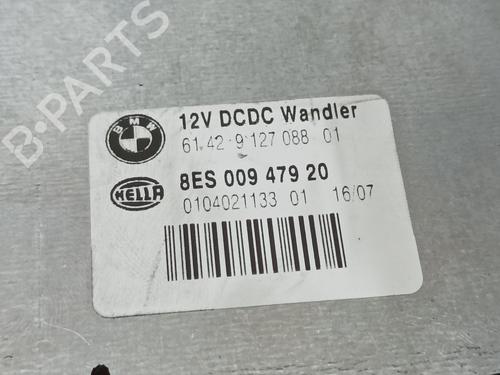 B-PARTS
BMW
12V DCDC Wandler
61.42 9 127 088 01
HELLA
8ES 009 479 20
0104021133 01 16/07